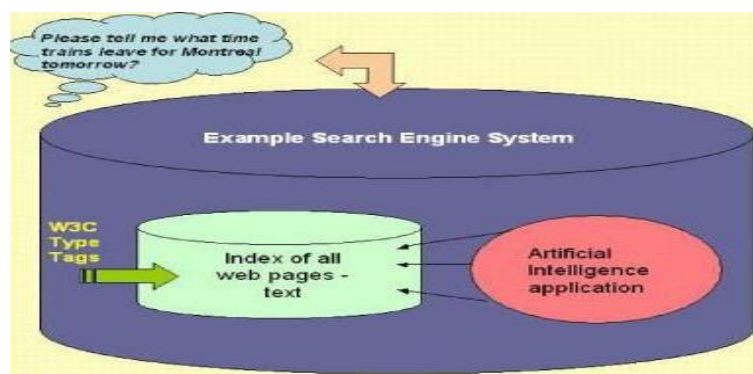 Please tell me what time
trains leave for Montreal
tomorrow?
Example Search Engine System
W3C
Type
Tags
Index of all
web pages -
text
Artificial
Intelligence
application